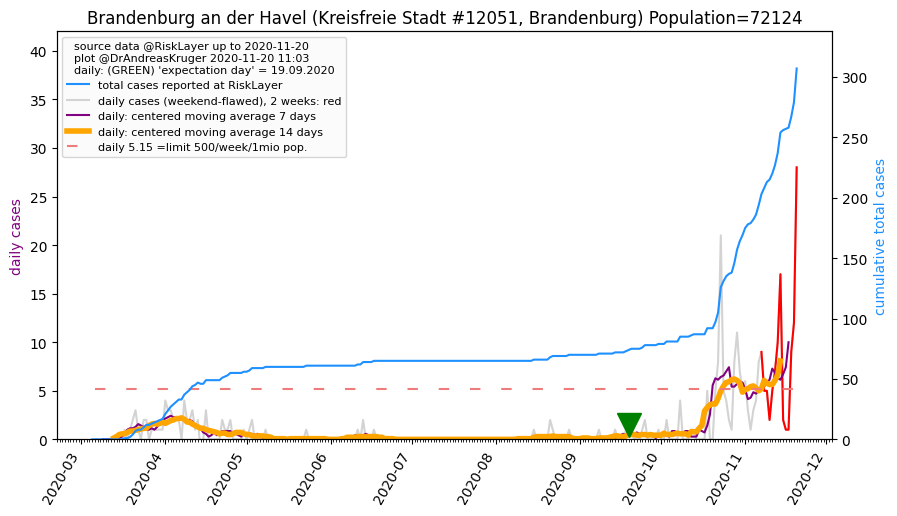 Brandenburg an der Havel (Kreisfreie Stadt #12051, Brandenburg) Population=72124
source data @RiskLayer up to 2020-11-20
plot @DrAndreasKruger 2020-11-20 11:03
daily: (GREEN) 'expectation day' = 19.09.2020
total cases reported at RiskLayer
daily cases (weekend-flawed), 2 weeks: red
daily: centered moving average 7 days
daily: centered moving average 14 days
daily 5.15 =limit 500/week/1mio pop.
daily cases
40
35
30
25
20
15
10
5
0
cumulative total cases
300
250
200
150
100
50
0
2020-03
2020-04
2020-05
2020-06
2020-07
2020-08
2020-09
2020-10
2020-11
2020-12